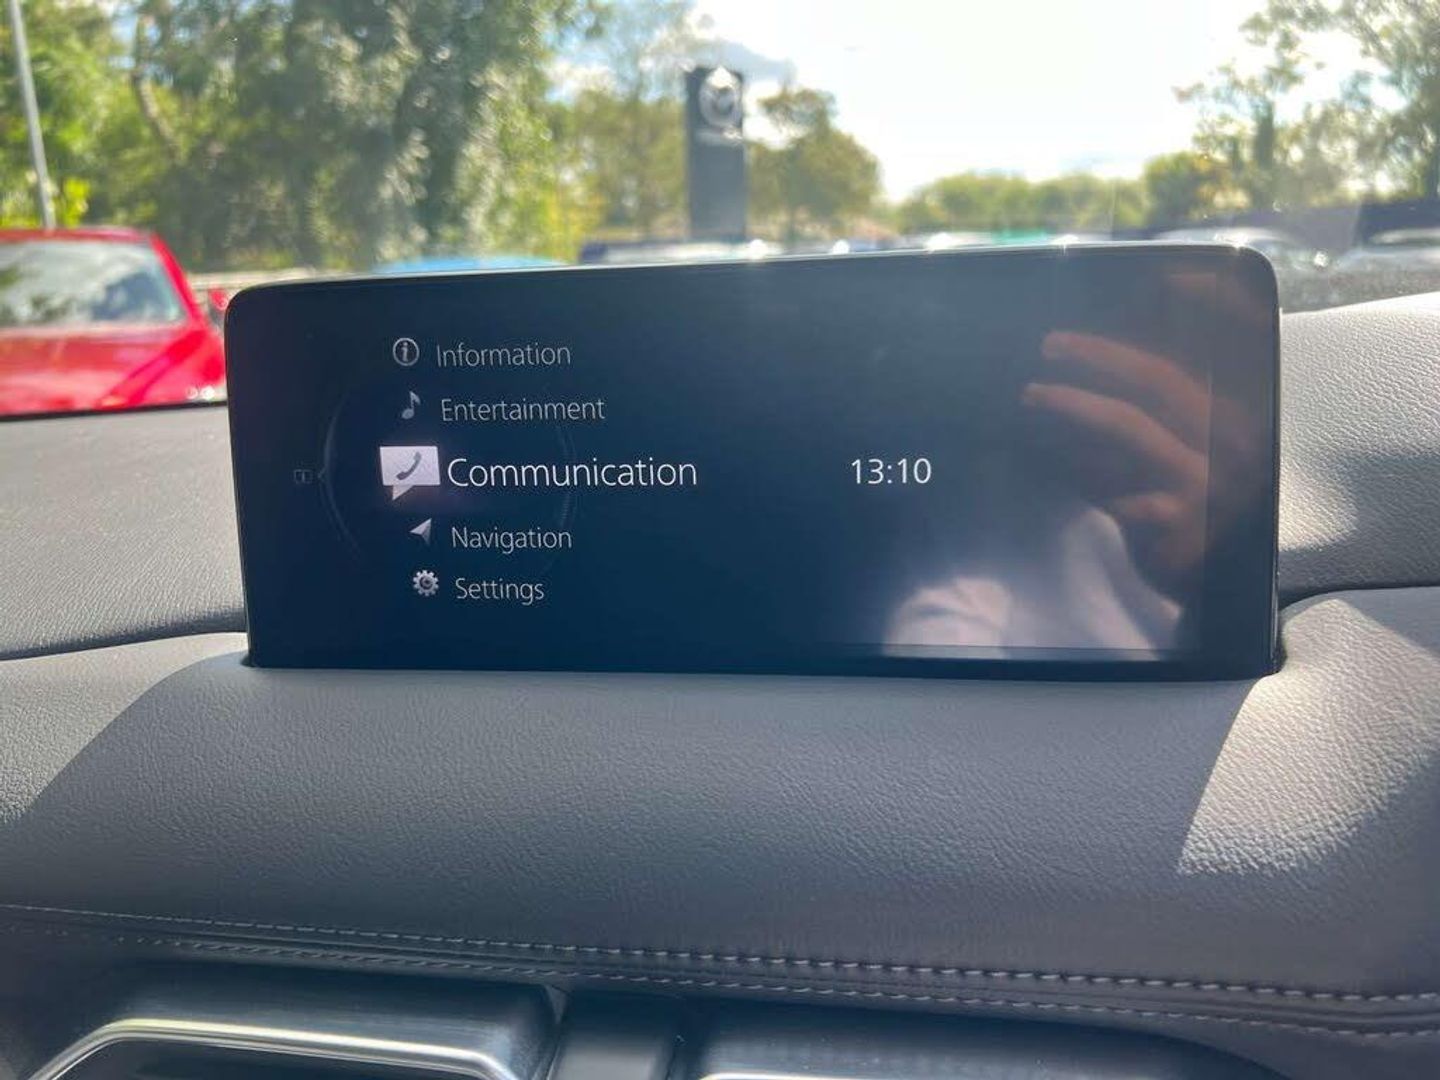 Information
Entertainment
Communication
13:10
Navigation
Settings